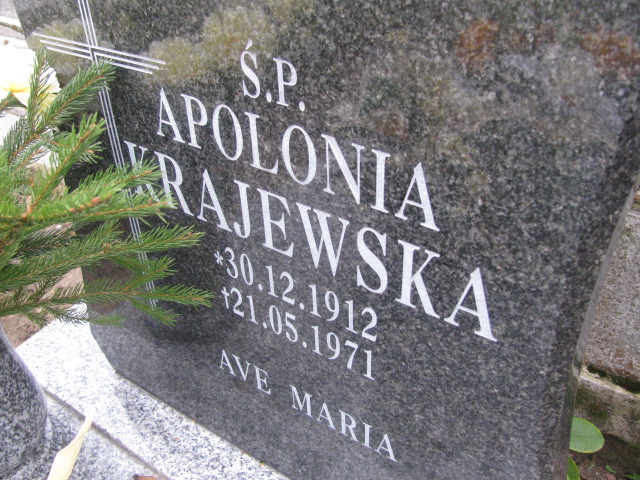 Ś.P.
APOLONIA
KRAJEWSKA
*30.12.1912
†21.05.1971
AVE MARIA